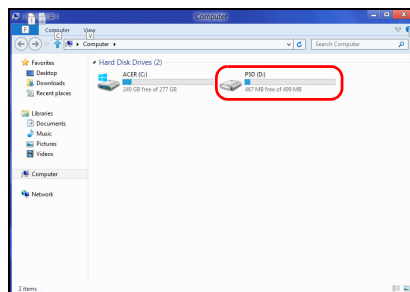 Computer
1
F
Computer
View
C
V
Computer
Search Computer
Favorites
Desktop
Downloads
Recent places
Libraries
Documents
Music
Pictures
Videos
Computer
Network
Hard Disk Drives (2)
ACER (C:)
249 GB free of 277 GB
PSD (D:)
467 MB free of 499 MB
2 items